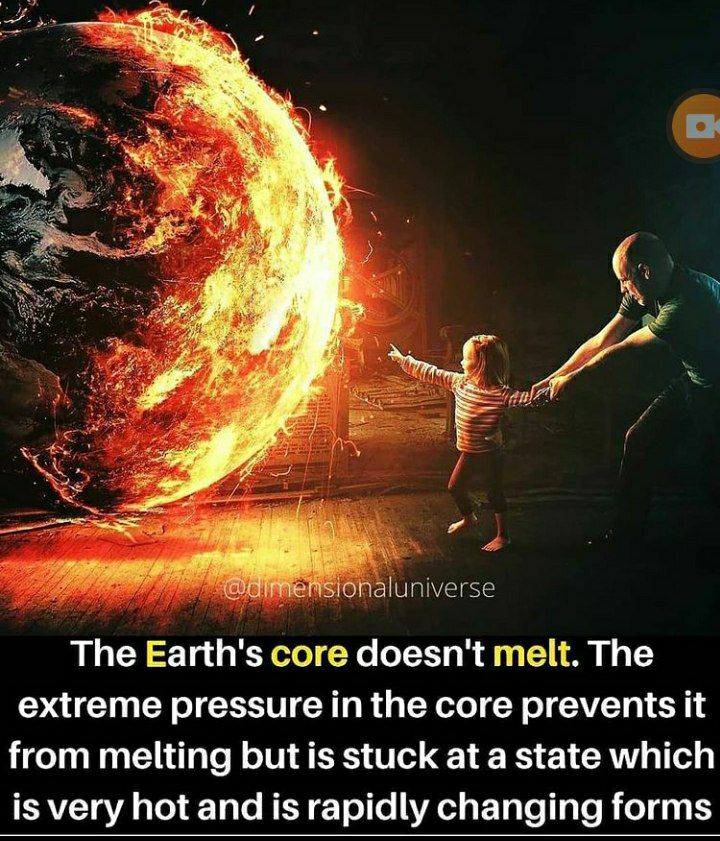 @dimensionaluniverse
The Earth's core doesn't melt. The
extreme pressure in the core prevents it
from melting but is stuck at a state which
is very hot and is rapidly changing forms